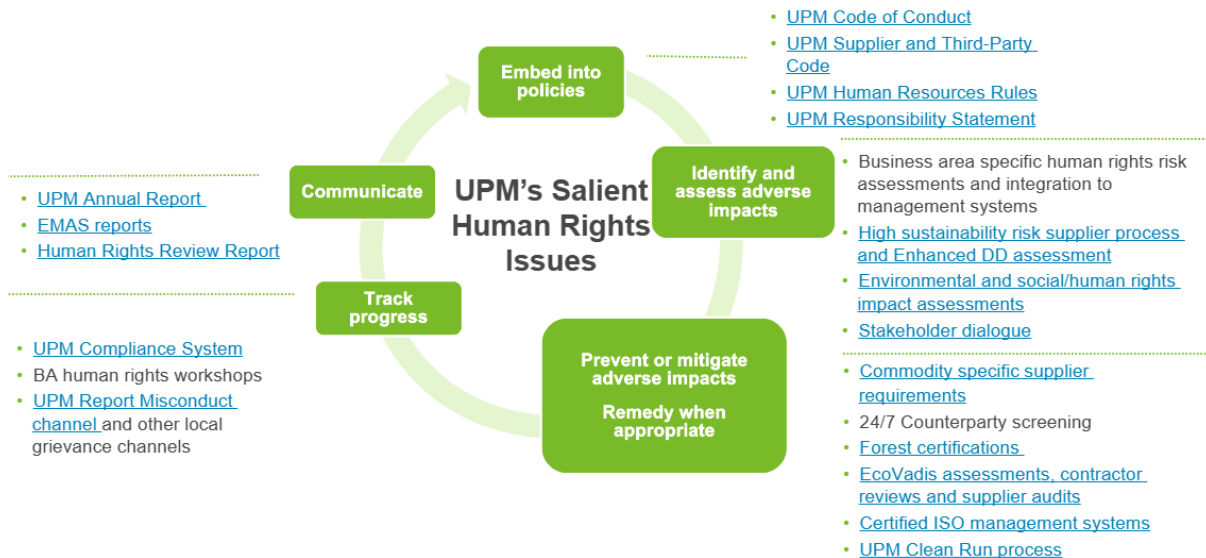 Embed into
policies
Identify and
assess adverse
impacts
Prevent or mitigate
adverse impacts
Remedy when
appropriate
Track
progress
Communicate
UPM's Salient
Human Rights
Issues
• UPM Code of Conduct
• UPM Supplier and Third-Party
Code
• UPM Human Resources Rules
• UPM Responsibility Statement
• Business area specific human rights risk
assessments and integration to
management systems
• High sustainability risk supplier process
and Enhanced DD assessment
• Environmental and social/human rights
impact assessments
• Stakeholder dialogue
• Commodity specific supplier
requirements
• 24/7 Counterparty screening
• Forest certifications
• EcoVadis assessments, contractor
reviews and supplier audits
• Certified ISO management systems
• UPM Clean Run process
• UPM Compliance System
• BA human rights workshops
• UPM Report Misconduct
channel and other local
grievance channels
• UPM Annual Report
• EMAS reports
• Human Rights Review Report